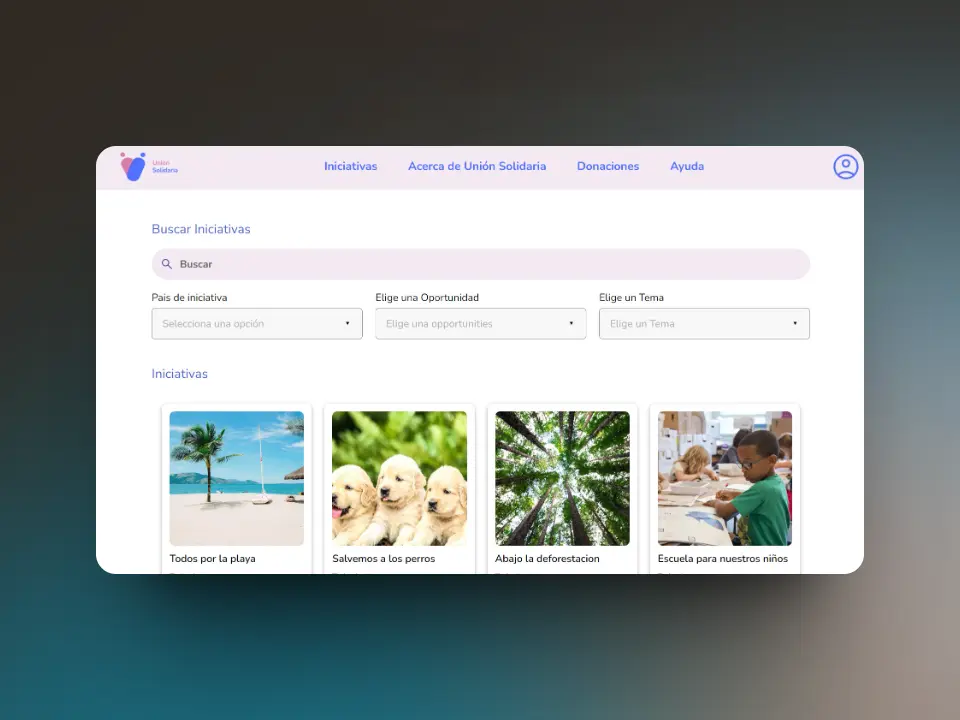 Unión
Solidaria
Iniciativas
Acerca de Unión Solidaria
Donaciones
Ayuda
Buscar Iniciativas
Buscar
Pais de iniciativa
Elige una Oportunidad
Elige un Tema
Selecciona una opción
Elige una opportunities
Elige un Tema
Iniciativas
Todos por la playa
Salvemos a los perros
Abajo la deforestacion
Escuela para nuestros niños